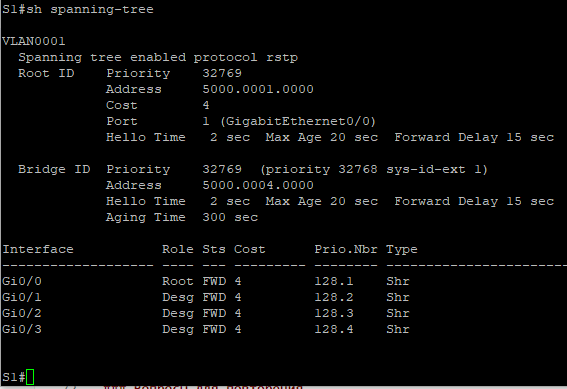 S1#sh spanning-tree
VLAN0001
  Spanning tree enabled protocol rstp
  Root ID    Priority    32769
             Address     5000.0001.0000
             Cost        4
             Port        1 (GigabitEthernet0/0)
             Hello Time   2 sec  Max Age 20 sec  Forward Delay 15 sec
  Bridge ID  Priority    32769  (priority 32768 sys-id-ext 1)
             Address     5000.0004.0000
             Hello Time   2 sec  Max Age 20 sec  Forward Delay 15 sec
             Aging Time  300 sec
Interface           Role Sts Cost      Prio.Nbr Type
------------------- ---- --- --------- -------- --------------------
Gi0/0               Root FWD 4         128.1    Shr
Gi0/1               Desg FWD 4         128.2    Shr
Gi0/2               Desg FWD 4         128.3    Shr
Gi0/3               Desg FWD 4         128.4    Shr
S1#